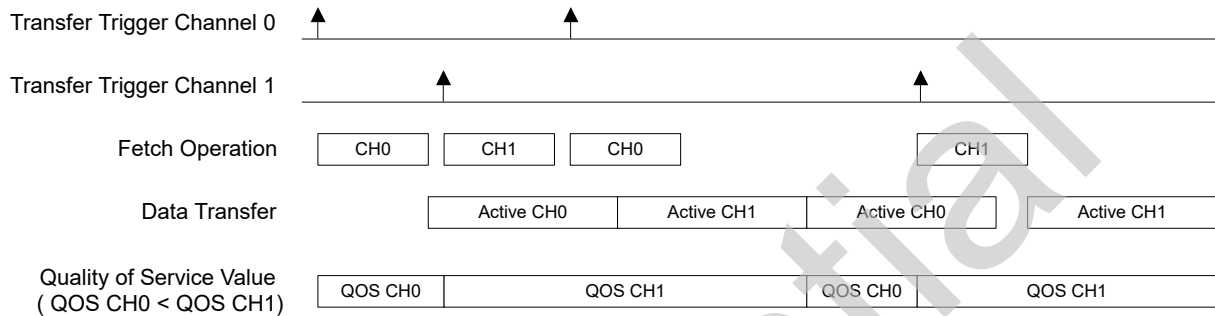 Transfer Trigger Channel 0
Transfer Trigger Channel 1
Fetch Operation CH0 CH1 CH0 CH1
Data Transfer Active CH0 Active CH1 Active CH0 Active CH1
Quality of Service Value
( QOS CH0 < QOS CH1) QOS CH0 QOS CH1 QOS CH0 QOS CH1
ential